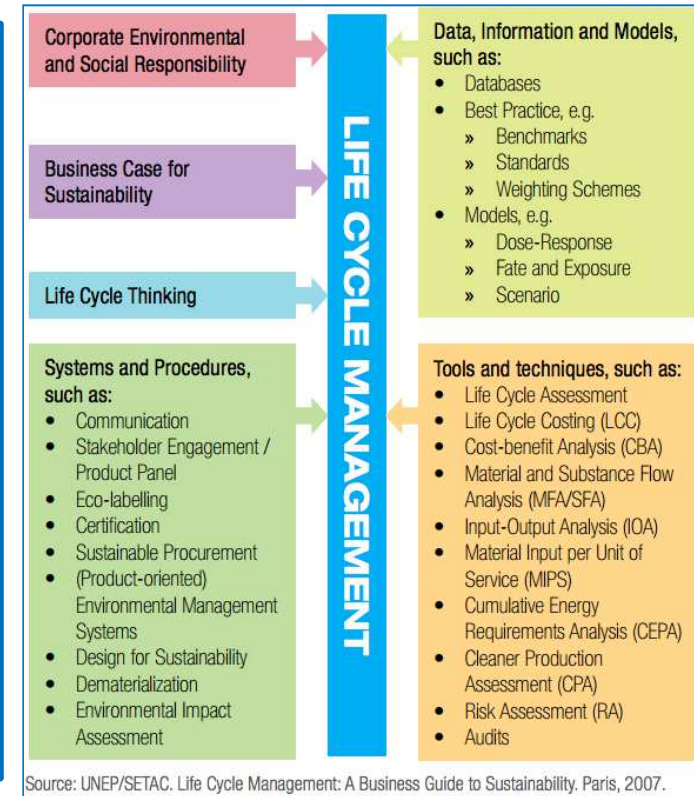 Corporate Environmental
and Social Responsibility
Business Case for
Sustainability
Life Cycle Thinking
Systems and Procedures,
such as:
• Communication
• Stakeholder Engagement /
Product Panel
• Eco-labelling
• Certification
• Sustainable Procurement
• (Product-oriented)
Environmental Management
Systems
• Design for Sustainability
• Dematerialization
• Environmental Impact
Assessment
LIFE CYCLE MANAGEMENT
Data, Information and Models,
such as:
• Databases
• Best Practice, e.g.
» Benchmarks
» Standards
» Weighting Schemes
• Models, e.g.
» Dose-Response
» Fate and Exposure
» Scenario
Tools and techniques, such as:
• Life Cycle Assessment
• Life Cycle Costing (LCC)
• Cost-benefit Analysis (CBA)
• Material and Substance Flow
Analysis (MFA/SFA)
• Input-Output Analysis (IOA)
• Material Input per Unit of
Service (MIPS)
• Cumulative Energy
Requirements Analysis (CEPA)
• Cleaner Production
Assessment (CPA)
• Risk Assessment (RA)
• Audits
Source: UNEP/SETAC. Life Cycle Management: A Business Guide to Sustainability. Paris, 2007.